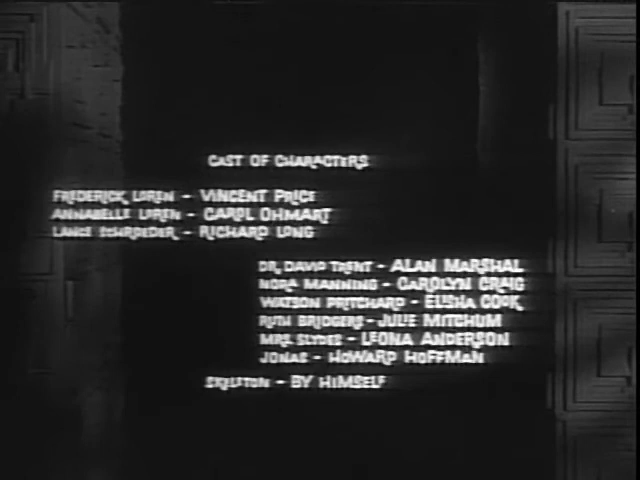 CAST OF CHARACTERS
FREDERICK LOREN - VINCENT PRICE
ANNABELLE LOREN - CAROL OHMART
LANCE SCHROEDER - RICHARD LONG
DR. DAVID TRENT - ALAN MARSHAL
NORA MANNING - CAROLYN CRAIG
WATSON PRITCHARD - ELISHA COOK
RUTH BRIDGERS - JULIE MITCHUM
MRS. SLYDES - LEONA ANDERSON
JONAS - HOWARD HOFFMAN
SKELETON - BY HIMSELF